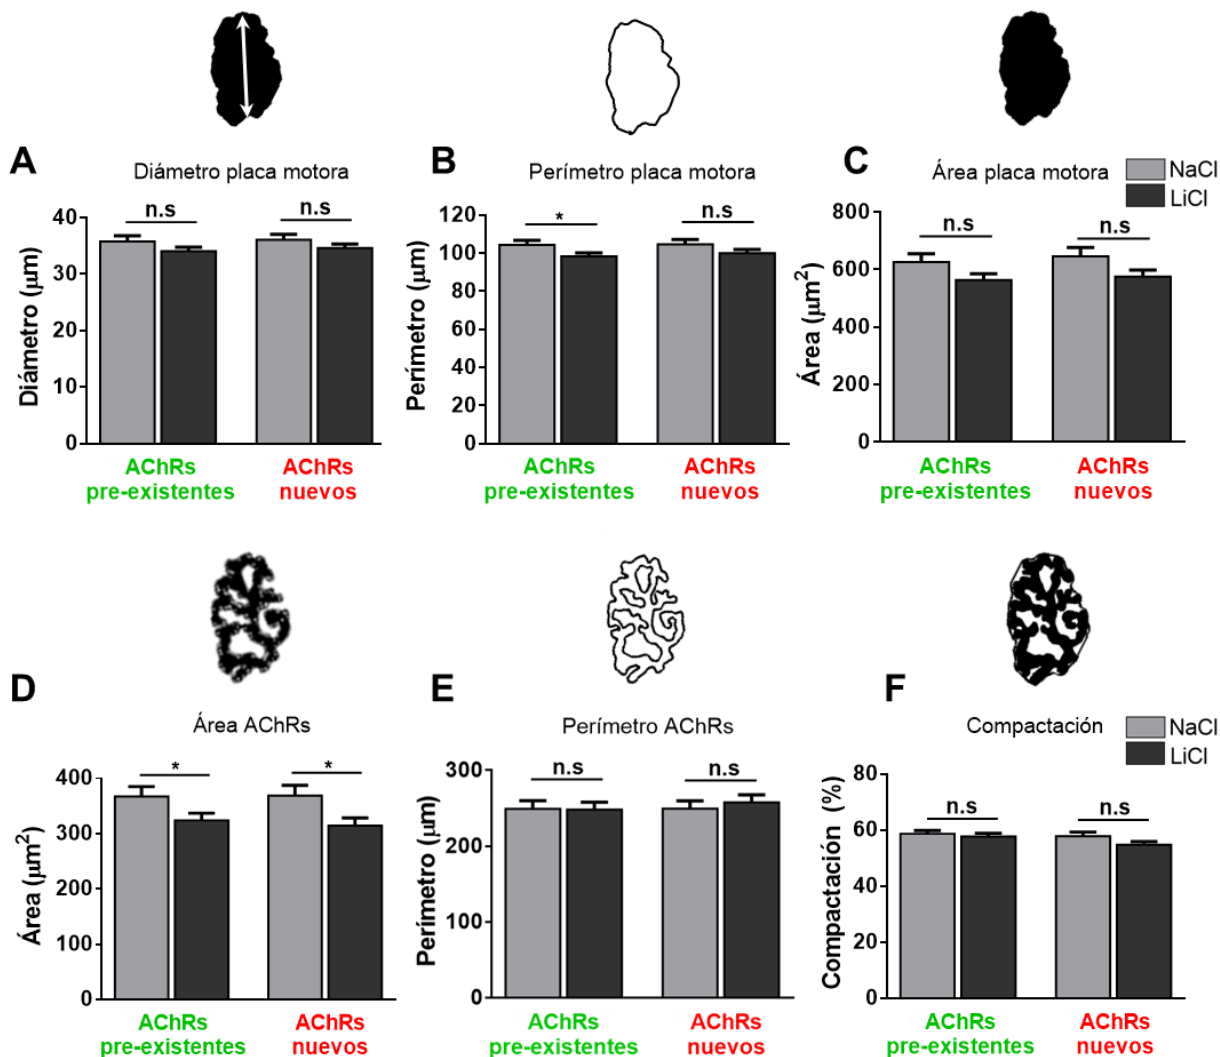 A
Diámetro placa motora
n.s
n.s
Diámetro (μm)
40
30
20
10
0
AChRs
pre-existentes
AChRs
nuevos
B
Perímetro placa motora
*
n.s
Perímetro (μm)
120
100
80
60
40
20
0
AChRs
pre-existentes
AChRs
nuevos
C
Área placa motora
NaCl
LiCl
n.s
n.s
Área (μm²)
800
600
400
200
0
AChRs
pre-existentes
AChRs
nuevos
D
Área AChRs
*
*
Área (μm²)
400
300
200
100
0
AChRs
pre-existentes
AChRs
nuevos
E
Perímetro AChRs
n.s
n.s
Perímetro (μm)
300
200
100
0
AChRs
pre-existentes
AChRs
nuevos
F
Compactación
NaCl
LiCl
n.s
n.s
Compactación (%)
80
60
40
20
0
AChRs
pre-existentes
AChRs
nuevos